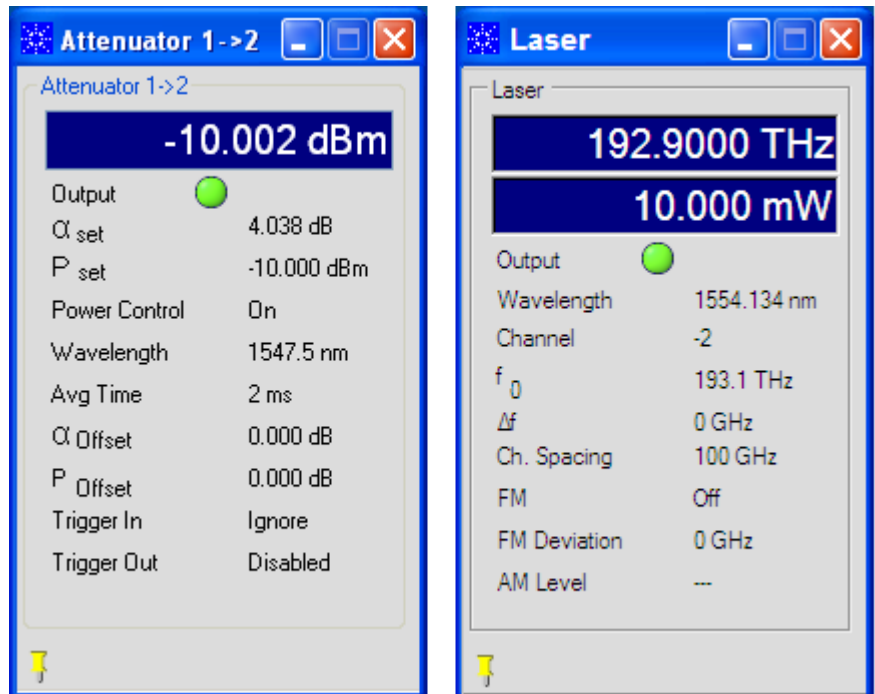 Attenuator 1->2
Attenuator 1->2
-10.002 dBm
Output
α set 4.038 dB
P set -10.000 dBm
Power Control On
Wavelength 1547.5 nm
Avg Time 2 ms
α Offset 0.000 dB
P Offset 0.000 dB
Trigger In Ignore
Trigger Out Disabled
Laser
Laser
192.9000 THz
10.000 mW
Output
Wavelength 1554.134 nm
Channel -2
f 0 193.1 THz
Δf 0 GHz
Ch. Spacing 100 GHz
FM Off
FM Deviation 0 GHz
AM Level ---